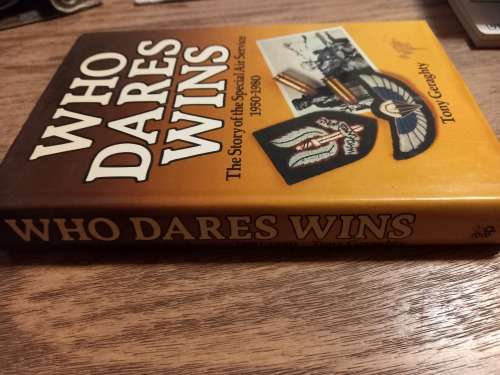 WHO
DARES
WINS
The Story of the Special Air Service
1950-1980
Tony Geraghty
WHO DARES WINS